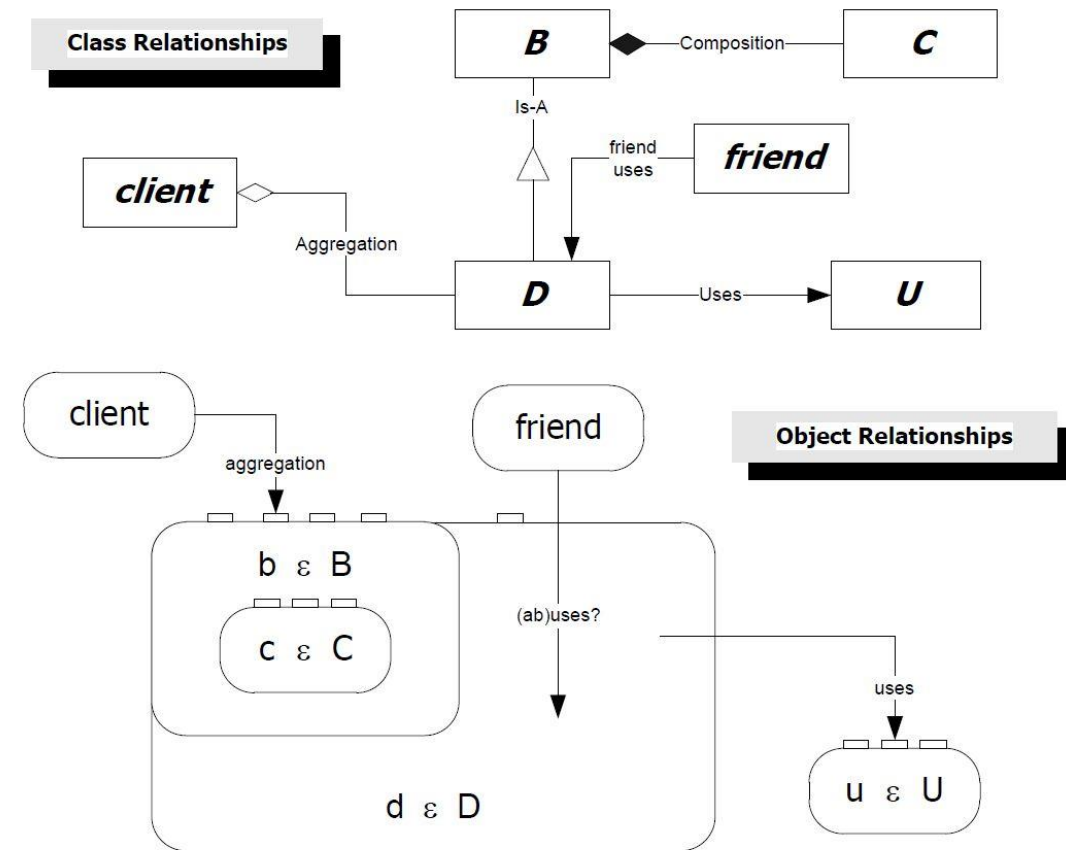 Class Relationships
B
Composition
C
Is-A
friend
uses
friend
client
Aggregation
D
Uses
U
client
friend
Object Relationships
aggregation
b ε B
(ab)uses?
c ε C
uses
u ε U
d ε D